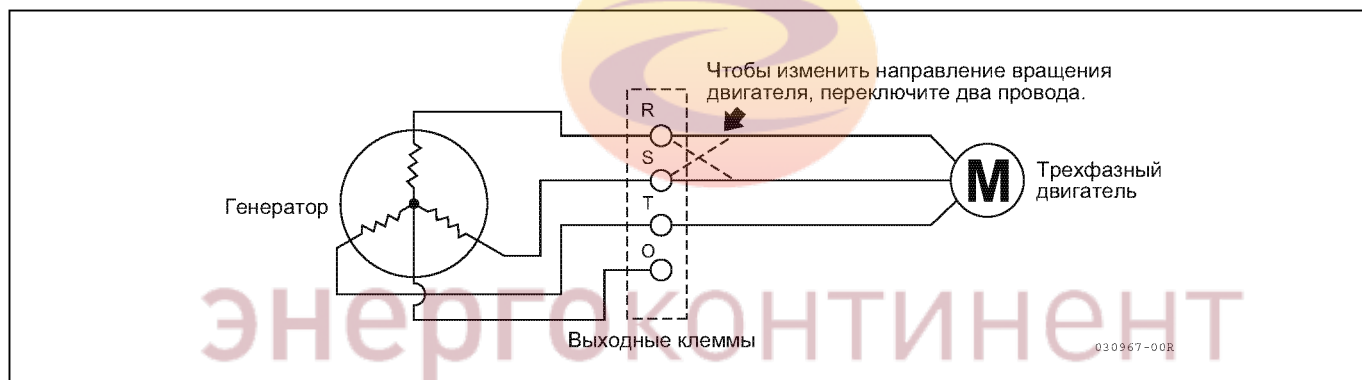 Чтобы изменить направление вращения
двигателя, переключите два провода.
R
S
T
O
Генератор
M
Трехфазный
двигатель
Выходные клеммы
энергоконтинент
030967-00R